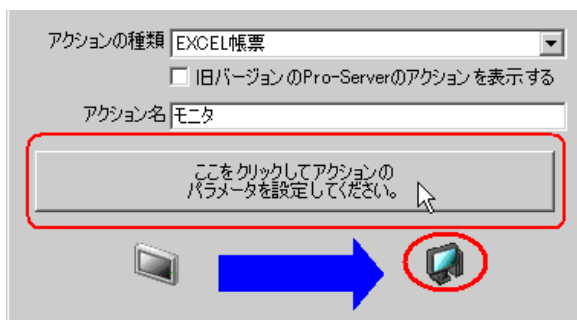 アクションの種類 EXCEL帳票
旧バージョンのPro-Serverのアクションを表示する
アクション名 モニタ
ここをクリックしてアクションの
パラメータを設定してください。